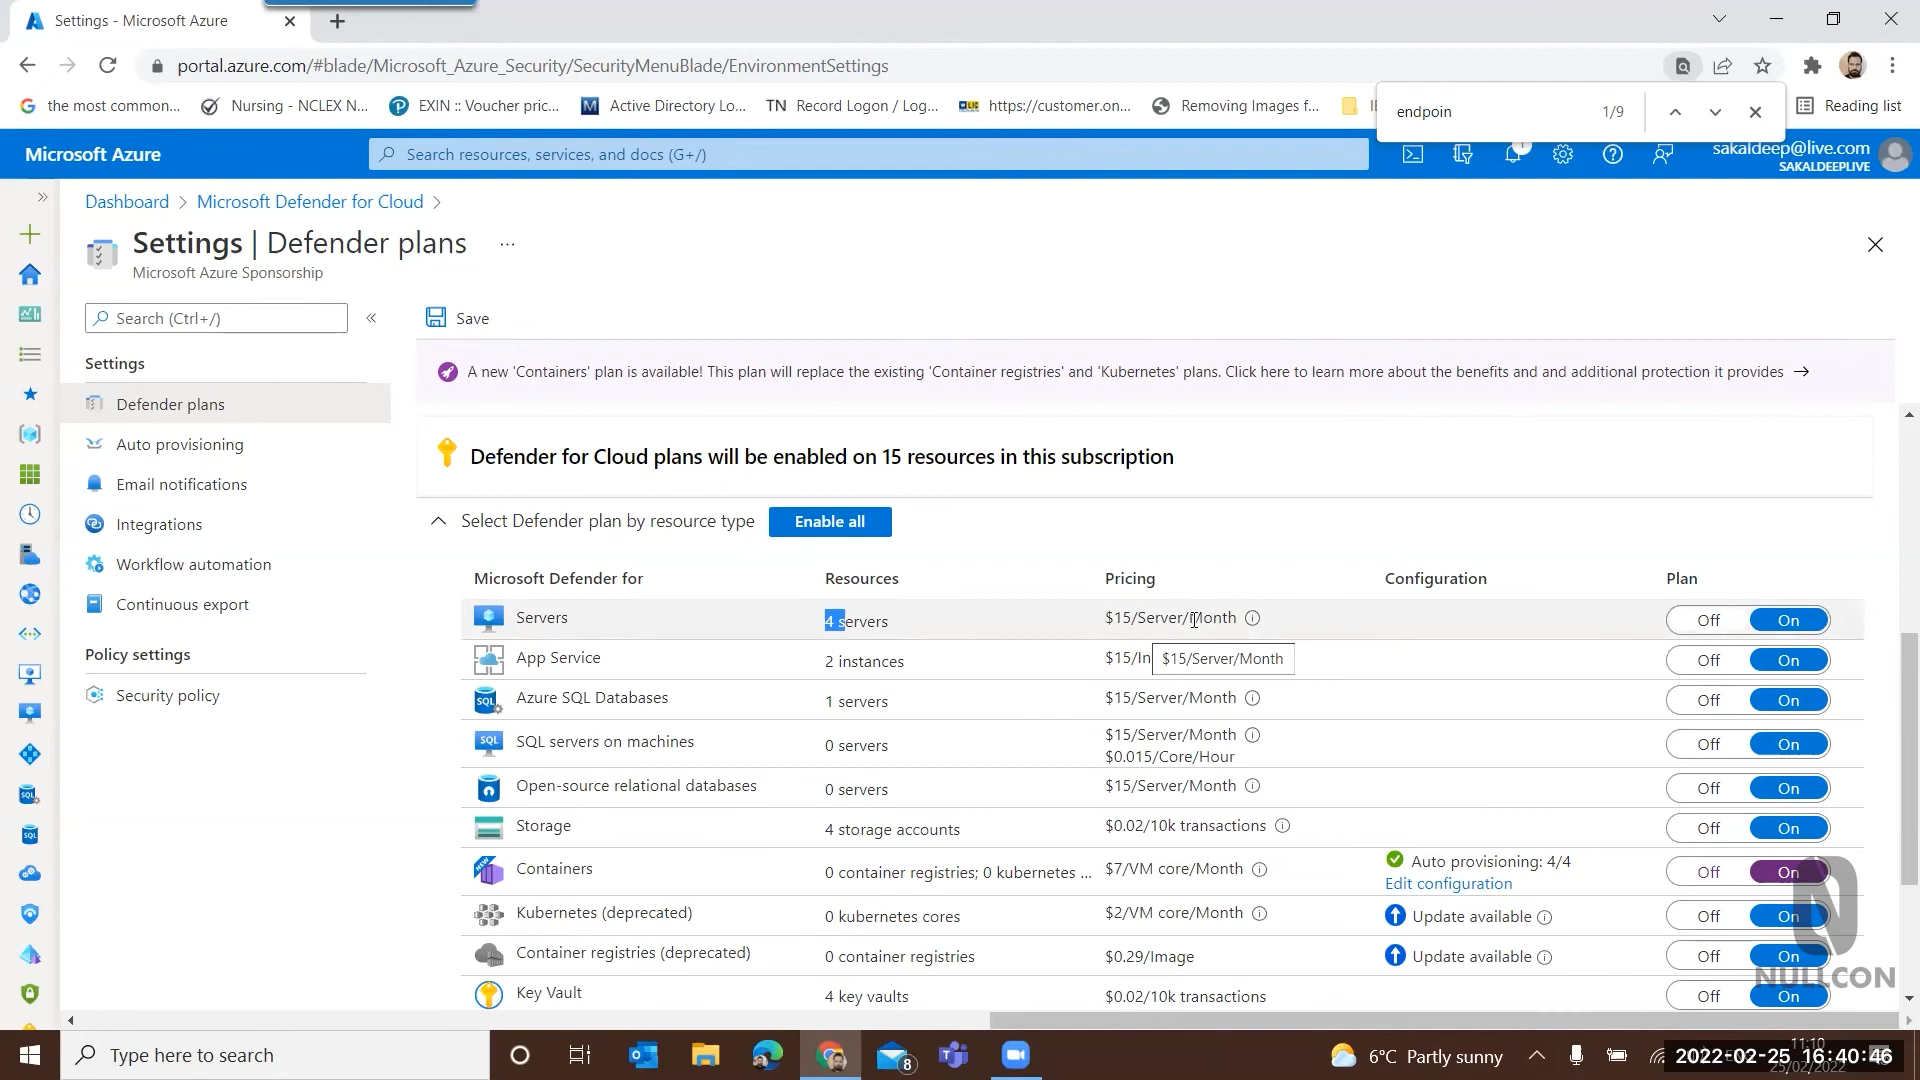 Settings - Microsoft Azure
portal.azure.com/#blade/Microsoft_Azure_Security/SecurityMenuBlade/EnvironmentSettings
the most common...
Nursing - NCLEX N...
EXIN :: Voucher pric...
Active Directory Lo...
TN Record Logon / Log...
https://customer.on...
Removing Images f...
Reading list
endpoin
1/9
Microsoft Azure
Search resources, services, and docs (G+/)
sakaldeep@live.com
SAKALDEEPLIVE
Dashboard > Microsoft Defender for Cloud >
Settings | Defender plans ...
Microsoft Azure Sponsorship
Search (Ctrl+/)
«
Save
Settings
Defender plans
Auto provisioning
Email notifications
Integrations
Workflow automation
Continuous export
Policy settings
Security policy
A new 'Containers' plan is available! This plan will replace the existing 'Container registries' and 'Kubernetes' plans. Click here to learn more about the benefits and and additional protection it provides →
Defender for Cloud plans will be enabled on 15 resources in this subscription
Select Defender plan by resource type Enable all
Microsoft Defender for Resources Pricing Configuration Plan
Servers 4 servers $15/Server/Month Off On
App Service 2 instances $15/In Off On
$15/Server/Month
Azure SQL Databases 1 servers $15/Server/Month Off On
SQL servers on machines 0 servers $15/Server/Month Off On
$0.015/Core/Hour
Open-source relational databases 0 servers $15/Server/Month Off On
Storage 4 storage accounts $0.02/10k transactions Off On
Containers 0 container registries; 0 kubernetes ... $7/VM core/Month Auto provisioning: 4/4 Off On
Edit configuration
Kubernetes (deprecated) 0 kubernetes cores $2/VM core/Month Update available Off On
Container registries (deprecated) 0 container registries $0.29/Image Update available Off On
Key Vault 4 key vaults $0.02/10k transactions Off On
NULLCON
Type here to search
8
6°C Partly sunny
11:10
25/02/2022
2022-02-25 16:40:46